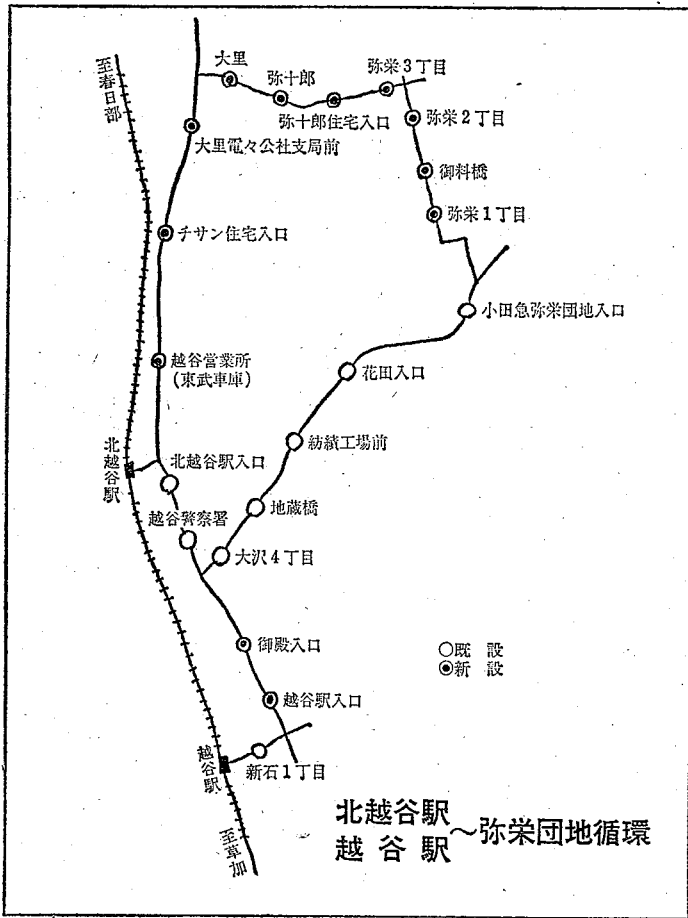 至春日部
大里
弥十郎
弥栄3丁目
弥十郎住宅入口
弥栄2丁目
大里電々公社支局前
御料橋
弥栄1丁目
チサン住宅入口
小田急弥栄団地入口
越谷営業所
(東武車庫)
花田入口
紡績工場前
北越谷駅
北越谷駅入口
地蔵橋
越谷警察署
大沢4丁目
御殿入口
○既設
◉新設
越谷駅入口
越谷駅
新石1丁目
至草加
北越谷駅
越谷駅
~弥栄団地循環